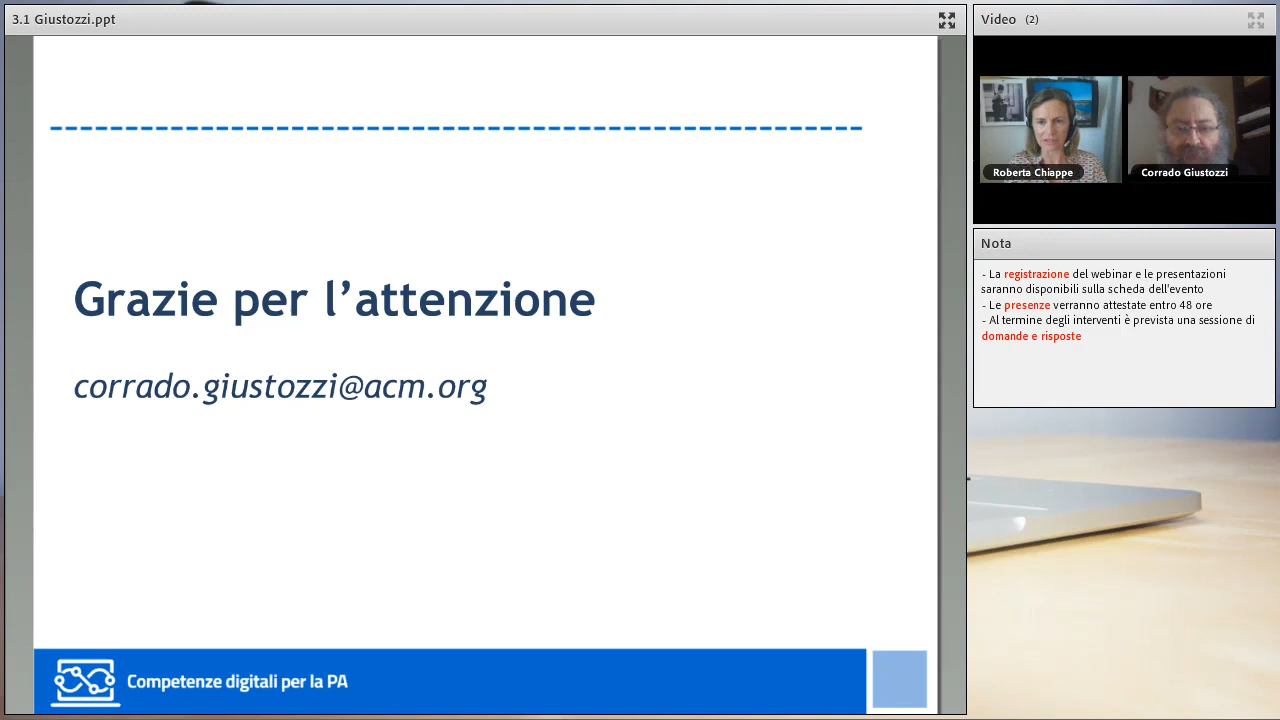 3.1 Giustozzi.ppt
Grazie per l’attenzione
corrado.giustozzi@acm.org
Competenze digitali per la PA
Video (2)
Roberta Chiappe
Corrado Giustozzi
Nota
- La registrazione del webinar e le presentazioni
saranno disponibili sulla scheda dell'evento
- Le presenze verranno attestate entro 48 ore
- Al termine degli interventi è prevista una sessione di
domande e risposte